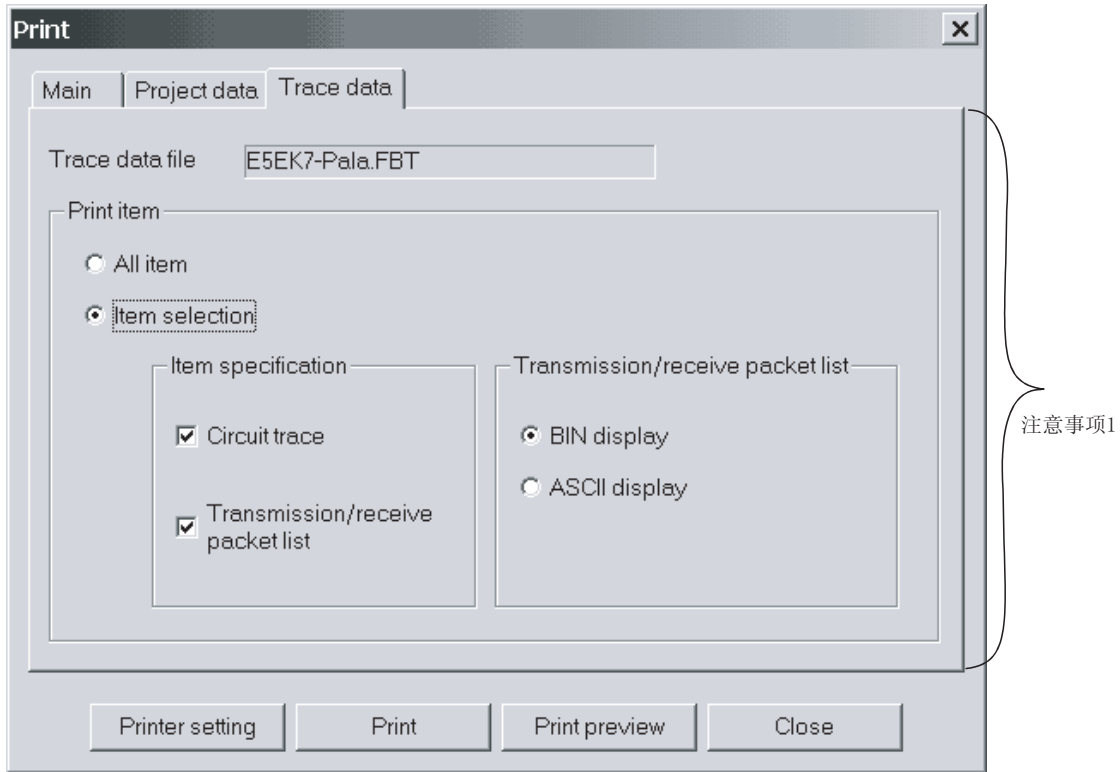 Print
Main
Project data
Trace data
Trace data file
E5EK7-Pala.FBT
Print item
All item
Item selection
Item specification
Circuit trace
Transmission/receive
packet list
Transmission/receive packet list
BIN display
ASCII display
注意事项1
Printer setting
Print
Print preview
Close